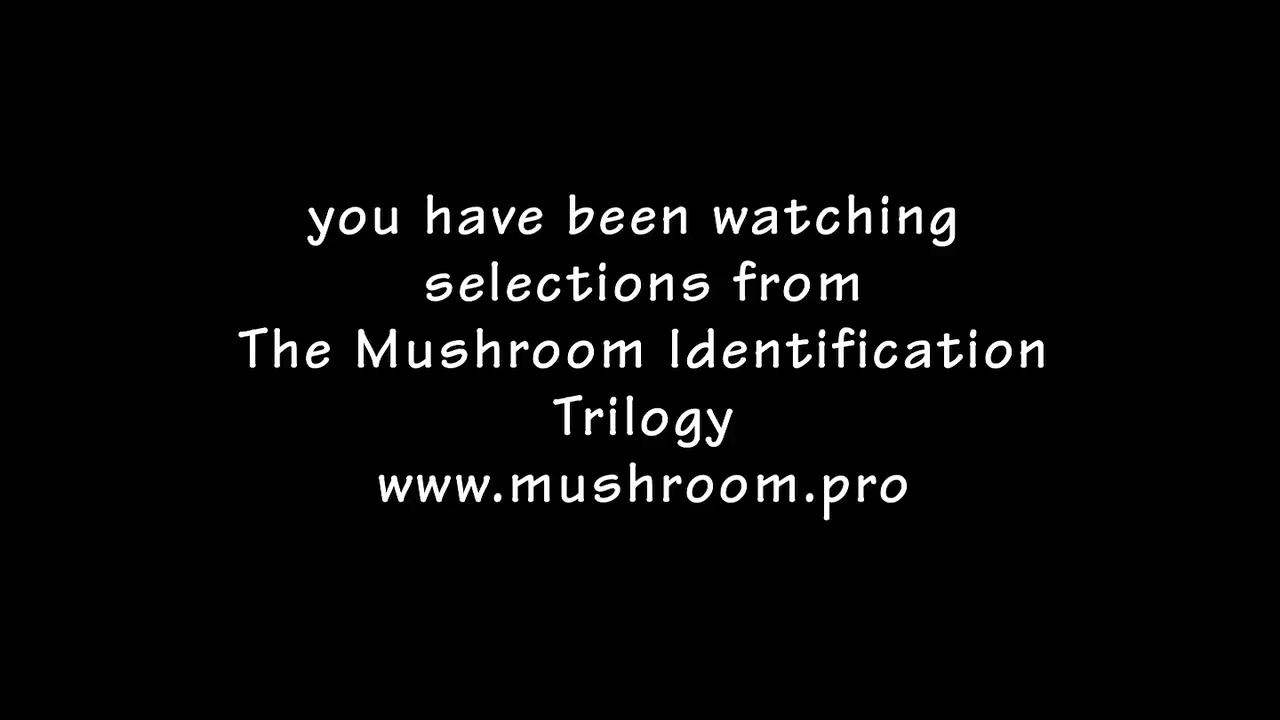 you have been watching
selections from
The Mushroom Identification
Trilogy
www.mushroom.pro